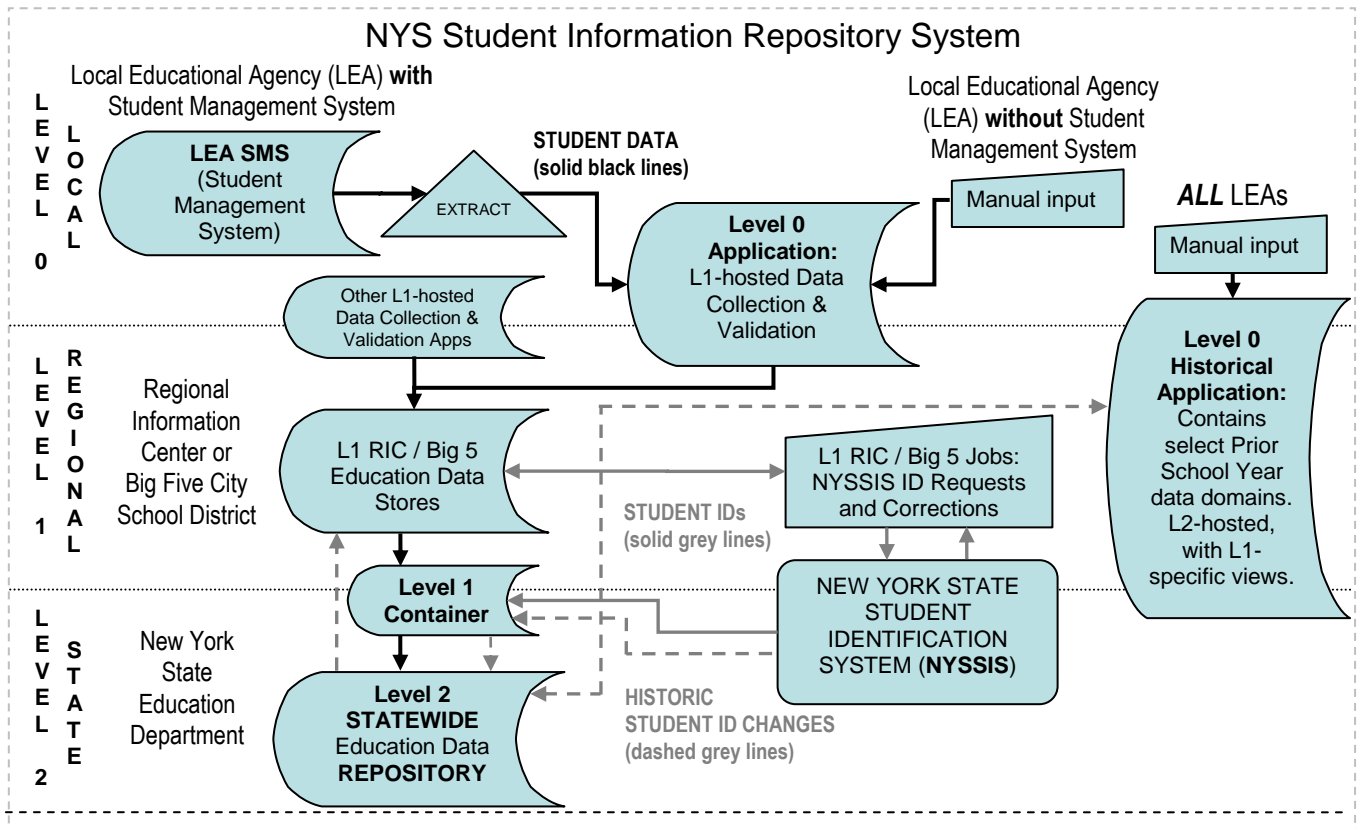 NYS Student Information Repository System
Local Educational Agency (LEA) with
Student Management System
LEVEL 0
LOCAL
LEA SMS
(Student
Management
System)
EXTRACT
STUDENT DATA
(solid black lines)
Level 0
Application:
L1-hosted Data
Collection &
Validation
Local Educational Agency
(LEA) without Student
Management System
Manual input
ALL LEAs
Manual input
Other L1-hosted
Data Collection &
Validation Apps
Level 0
Historical
Application:
Contains
select Prior
School Year
data domains.
L2-hosted,
with L1-
specific views.
LEVEL 1
REGIONAL
Regional
Information
Center or
Big Five City
School District
L1 RIC / Big 5
Education Data
Stores
L1 RIC / Big 5 Jobs:
NYSSIS ID Requests
and Corrections
STUDENT IDs
(solid grey lines)
Level 1
Container
NEW YORK STATE
STUDENT
IDENTIFICATION
SYSTEM (NYSSIS)
LEVEL 2
STATE
New York
State
Education
Department
Level 2
STATEWIDE
Education Data
REPOSITORY
HISTORIC
STUDENT ID CHANGES
(dashed grey lines)